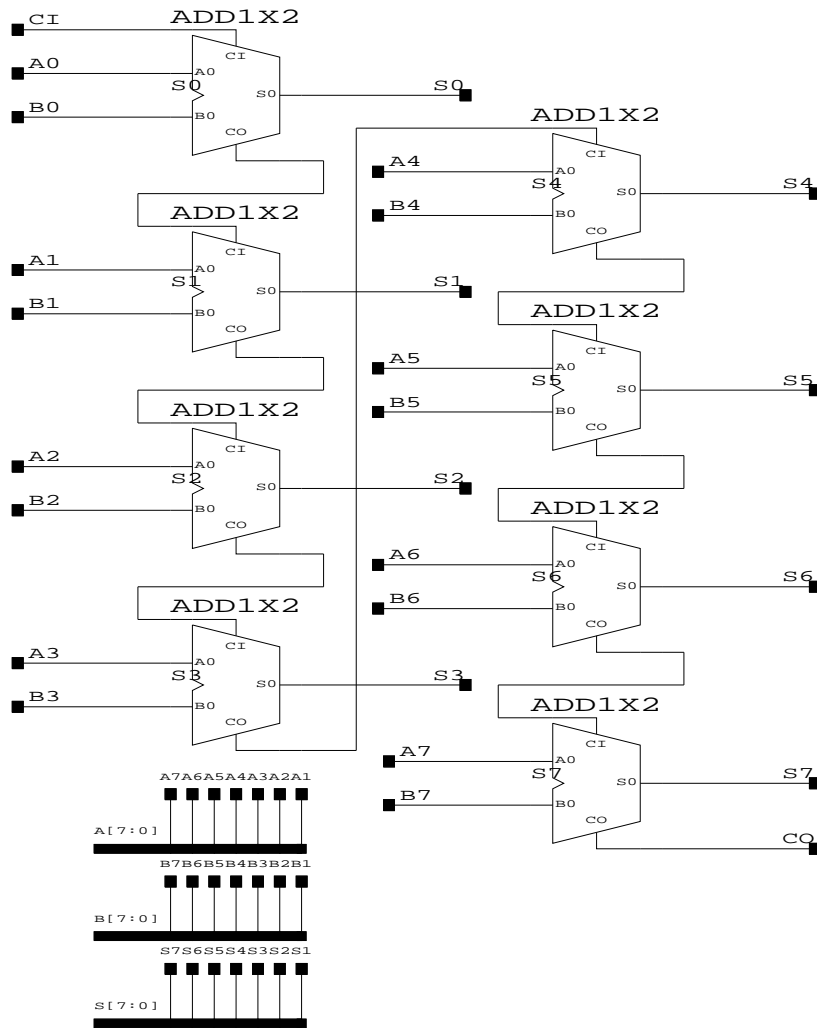 CI
ADD1X2
CI
A0
A0
S0
S0
S0
B0
B0
CO
ADD1X2
CI
A1
A0
S1
S0
S1
B1
B0
CO
ADD1X2
CI
A2
A0
S2
S0
S2
B2
B0
CO
ADD1X2
CI
A3
A0
S3
S0
S3
B3
B0
CO
ADD1X2
CI
A4
A0
S4
S0
S4
B4
B0
CO
ADD1X2
CI
A5
A0
S5
S0
S5
B5
B0
CO
ADD1X2
CI
A6
A0
S6
S0
S6
B6
B0
CO
ADD1X2
CI
A7
A0
S7
S0
S7
B7
B0
CO
CO
A7A6A5A4A3A2A1
A[7:0]
B7B6B5B4B3B2B1
B[7:0]
S7S6S5S4S3S2S1
S[7:0]